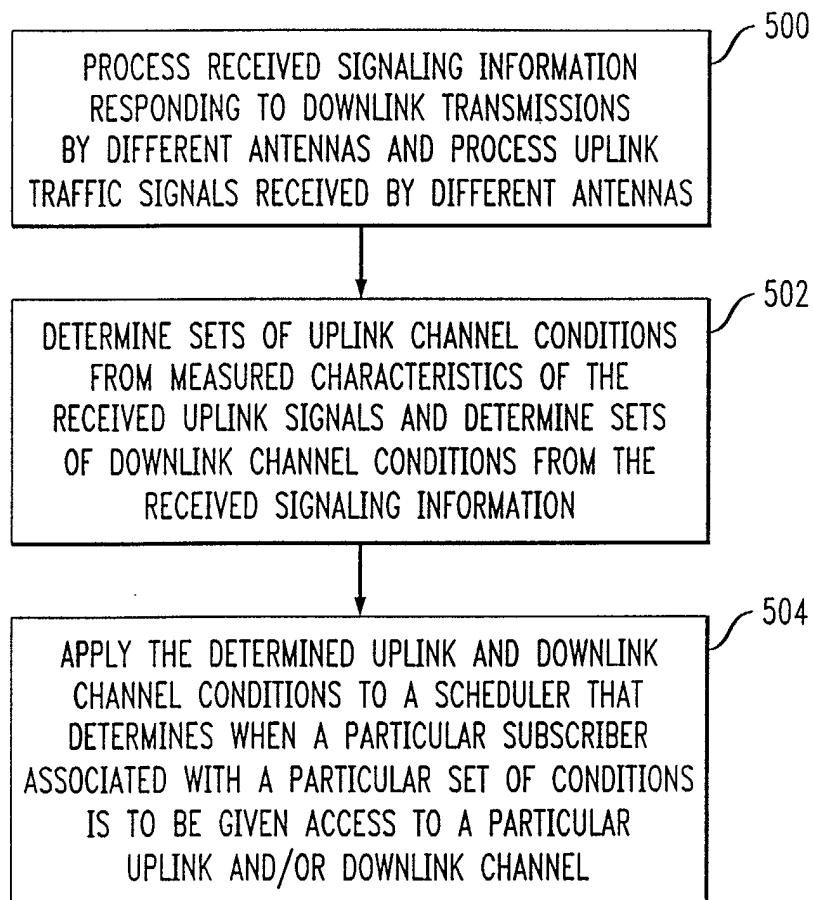 500
PROCESS RECEIVED SIGNALING INFORMATION
RESPONDING TO DOWNLINK TRANSMISSIONS
BY DIFFERENT ANTENNAS AND PROCESS UPLINK
TRAFFIC SIGNALS RECEIVED BY DIFFERENT ANTENNAS
502
DETERMINE SETS OF UPLINK CHANNEL CONDITIONS
FROM MEASURED CHARACTERISTICS OF THE
RECEIVED UPLINK SIGNALS AND DETERMINE SETS
OF DOWNLINK CHANNEL CONDITIONS FROM THE
RECEIVED SIGNALING INFORMATION
504
APPLY THE DETERMINED UPLINK AND DOWNLINK
CHANNEL CONDITIONS TO A SCHEDULER THAT
DETERMINES WHEN A PARTICULAR SUBSCRIBER
ASSOCIATED WITH A PARTICULAR SET OF CONDITIONS
IS TO BE GIVEN ACCESS TO A PARTICULAR
UPLINK AND/OR DOWNLINK CHANNEL